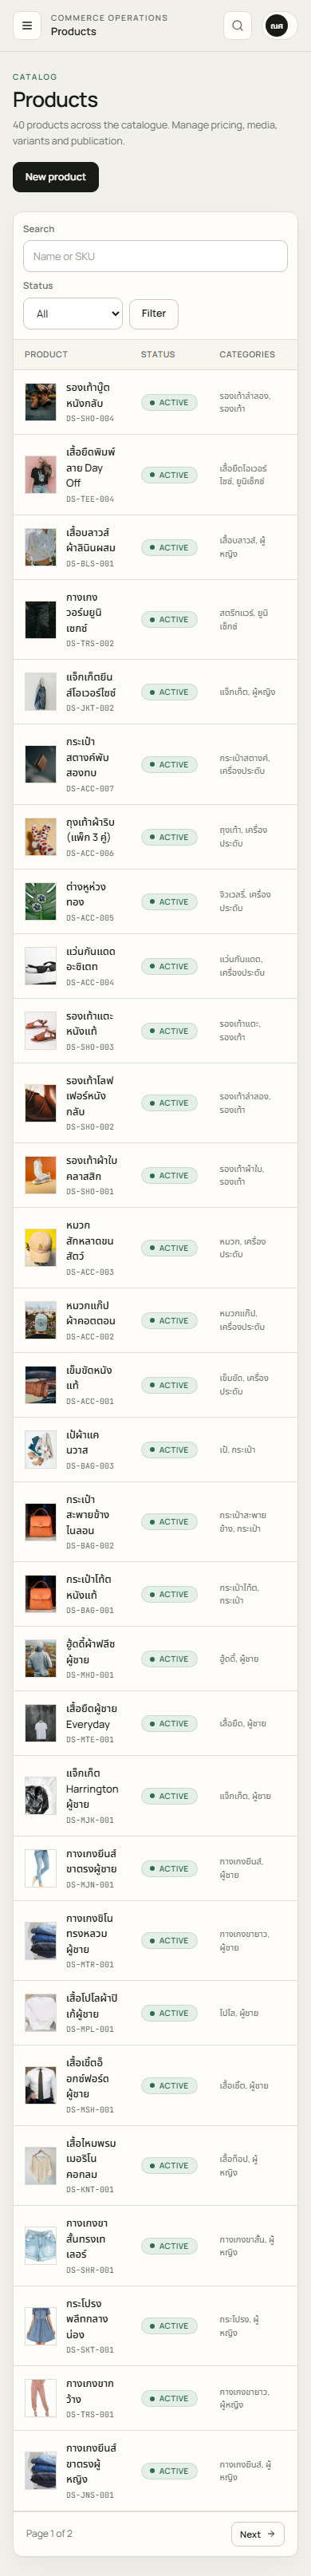 COMMERCE OPERATIONS
Products
ณศ
CATALOG
Products
40 products across the catalogue. Manage pricing, media,
variants and publication.
New product
Search
Name or SKU
Status
All
Filter
PRODUCT STATUS CATEGORIES
รองเท้าบู๊ต
หนังกลับ
DS-SHO-004
ACTIVE
รองเท้าลำลอง,
รองเท้า
เสื้อยืดพิมพ์
ลาย Day
Off
DS-TEE-004
ACTIVE
เสื้อยืดโอเวอร์
ไซซ์, ยูนิเซ็กซ์
เสื้อเบลาส์
ผ้าลินินผสม
DS-BLS-001
ACTIVE
เสื้อเบลาส์, ผู้
หญิง
กางเกง
วอร์มยูนิ
เซกซ์
DS-TRS-002
ACTIVE
สตรีทแวร์, ยูนิ
เซ็กซ์
แจ็กเก็ตยีน
ส์โอเวอร์ไซซ์
DS-JKT-002
ACTIVE
แจ็กเก็ต, ผู้หญิง
กระเป๋า
สตางค์พับ
สองทบ
DS-ACC-007
ACTIVE
กระเป๋าสตางค์,
เครื่องประดับ
ถุงเท้าผ้าริบ
(แพ็ก 3 คู่)
DS-ACC-006
ACTIVE
ถุงเท้า, เครื่อง
ประดับ
ต่างหูห่วง
ทอง
DS-ACC-005
ACTIVE
จิวเวลรี่, เครื่อง
ประดับ
แว่นกันแดด
อะซิเตท
DS-ACC-004
ACTIVE
แว่นกันแดด,
เครื่องประดับ
รองเท้าแตะ
หนังแท้
DS-SHO-003
ACTIVE
รองเท้าแตะ,
รองเท้า
รองเท้าโลฟ
เฟอร์หนัง
กลับ
DS-SHO-002
ACTIVE
รองเท้าลำลอง,
รองเท้า
รองเท้าผ้าใบ
คลาสสิก
DS-SHO-001
ACTIVE
รองเท้าผ้าใบ,
รองเท้า
หมวก
สักหลาดขน
สัตว์
DS-ACC-003
ACTIVE
หมวก, เครื่อง
ประดับ
หมวกแก๊ป
ผ้าคอตตอน
DS-ACC-002
ACTIVE
หมวกแก๊ป,
เครื่องประดับ
เข็มขัดหนัง
แท้
DS-ACC-001
ACTIVE
เข็มขัด, เครื่อง
ประดับ
เป้ผ้าแค
นวาส
DS-BAG-003
ACTIVE
เป้, กระเป๋า
กระเป๋า
สะพายข้าง
ไนลอน
DS-BAG-002
ACTIVE
กระเป๋าสะพาย
ข้าง, กระเป๋า
กระเป๋าโท้ต
หนังแท้
DS-BAG-001
ACTIVE
กระเป๋าโท้ต,
กระเป๋า
ฮู้ดดี้ผ้าฟลีซ
ผู้ชาย
DS-MHD-001
ACTIVE
ฮู้ดดี้, ผู้ชาย
เสื้อยืดผู้ชาย
Everyday
DS-MTE-001
ACTIVE
เสื้อยืด, ผู้ชาย
แจ็กเก็ต
Harrington
ผู้ชาย
DS-MJK-001
ACTIVE
แจ็กเก็ต, ผู้ชาย
กางเกงยีนส์
ขาตรงผู้ชาย
DS-MJN-001
ACTIVE
กางเกงยีนส์,
ผู้ชาย
กางเกงชิโน
ทรงหลวม
ผู้ชาย
DS-MTR-001
ACTIVE
กางเกงขายาว,
ผู้ชาย
เสื้อโปโลผ้าปิ
เก้ผู้ชาย
DS-MPL-001
ACTIVE
โปโล, ผู้ชาย
เสื้อเชิ้ตอ็
อกซ์ฟอร์ด
ผู้ชาย
DS-MSH-001
ACTIVE
เสื้อเชิ้ต, ผู้ชาย
เสื้อไหมพรม
เมอริโน
คอกลม
DS-KNT-001
ACTIVE
เสื้อท็อป, ผู้
หญิง
กางเกงขา
สั้นทรงเท
เลอร์
DS-SHR-001
ACTIVE
กางเกงขาสั้น, ผู้
หญิง
กระโปรง
พลีทกลาง
น่อง
DS-SKT-001
ACTIVE
กระโปรง, ผู้
หญิง
กางเกงขาก
ว้าง
DS-TRS-001
ACTIVE
กางเกงขายาว,
ผู้หญิง
กางเกงยีนส์
ขาตรงผู้
หญิง
DS-JNS-001
ACTIVE
กางเกงยีนส์, ผู้
หญิง
Page 1 of 2
Next →